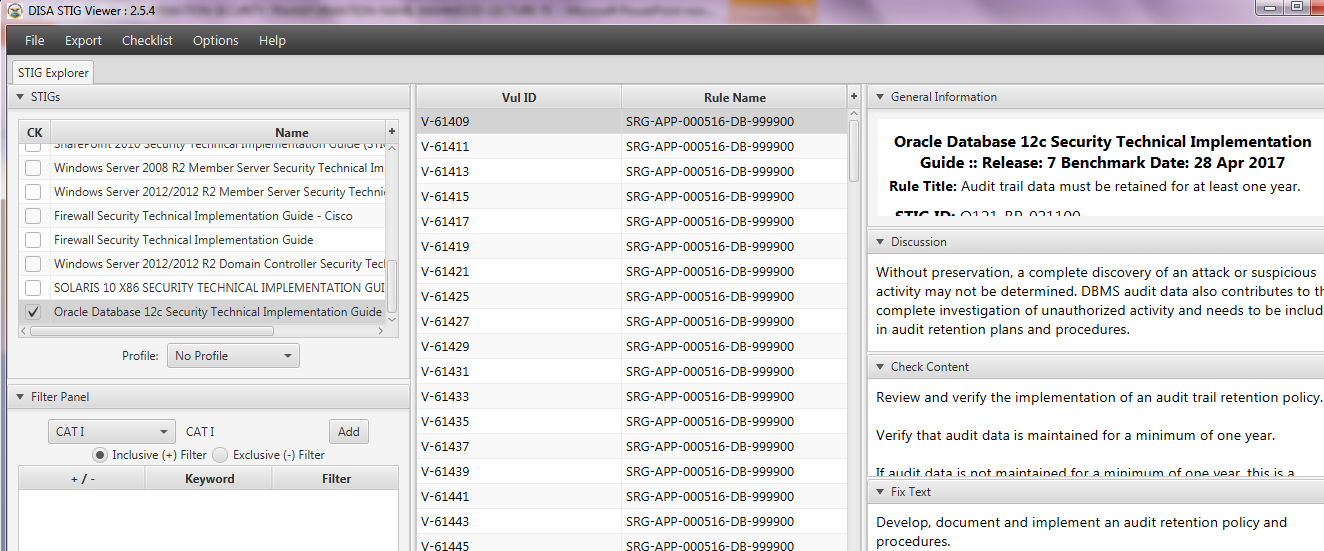 DISA STIG Viewer : 2.5.4
File Export Checklist Options Help
STIG Explorer
STIGs
CK Name +
SharePoint 2010 Security Technical Implementation Guide (STIG
Windows Server 2008 R2 Member Server Security Technical Im
Windows Server 2012/2012 R2 Member Server Security Technic
Firewall Security Technical Implementation Guide - Cisco
Firewall Security Technical Implementation Guide
Windows Server 2012/2012 R2 Domain Controller Security Tec
SOLARIS 10 X86 SECURITY TECHNICAL IMPLEMENTATION GUI
Oracle Database 12c Security Technical Implementation Guide
Profile: No Profile
Filter Panel
CAT I CAT I Add
Inclusive (+) Filter Exclusive (-) Filter
+ / - Keyword Filter
Vul ID Rule Name +
V-61409 SRG-APP-000516-DB-999900
V-61411 SRG-APP-000516-DB-999900
V-61413 SRG-APP-000516-DB-999900
V-61415 SRG-APP-000516-DB-999900
V-61417 SRG-APP-000516-DB-999900
V-61419 SRG-APP-000516-DB-999900
V-61421 SRG-APP-000516-DB-999900
V-61425 SRG-APP-000516-DB-999900
V-61427 SRG-APP-000516-DB-999900
V-61429 SRG-APP-000516-DB-999900
V-61431 SRG-APP-000516-DB-999900
V-61433 SRG-APP-000516-DB-999900
V-61435 SRG-APP-000516-DB-999900
V-61437 SRG-APP-000516-DB-999900
V-61439 SRG-APP-000516-DB-999900
V-61441 SRG-APP-000516-DB-999900
V-61443 SRG-APP-000516-DB-999900
V-61445 SRG-APP-000516-DB-999900
General Information
Oracle Database 12c Security Technical Implementation
Guide :: Release: 7 Benchmark Date: 28 Apr 2017
Rule Title: Audit trail data must be retained for at least one year.
STIG ID: O121-BP-021100
Discussion
Without preservation, a complete discovery of an attack or suspicious
activity may not be determined. DBMS audit data also contributes to th
complete investigation of unauthorized activity and needs to be includ
in audit retention plans and procedures.
Check Content
Review and verify the implementation of an audit trail retention policy.
Verify that audit data is maintained for a minimum of one year.
If audit data is not maintained for a minimum of one year, this is a
Fix Text
Develop, document and implement an audit retention policy and
procedures.